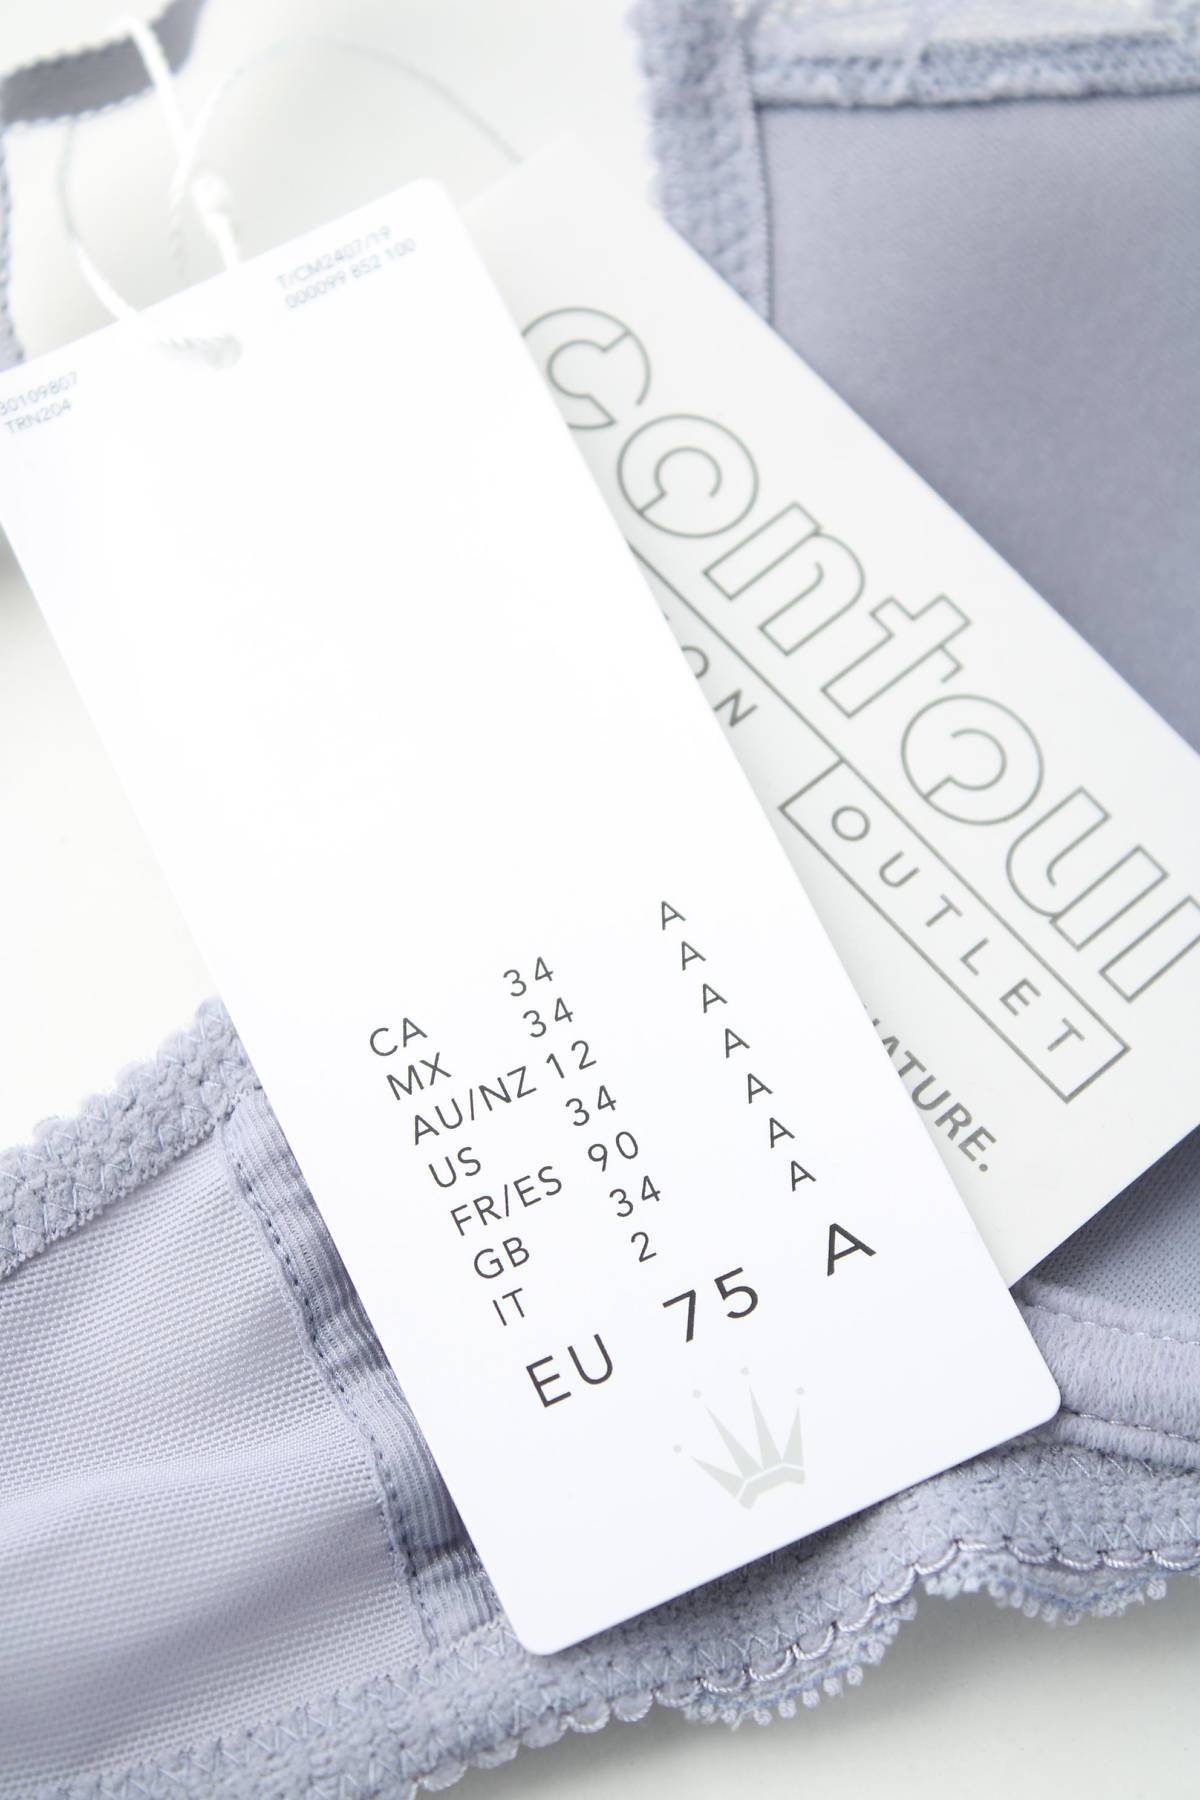 T/CM2407/19
000099 852 100
30109807
TRN204
CA 34 A
MX 34 A
AU/NZ 12 A
US 34 A
FR/ES 90 A
GB 34 A
IT 2 A
EU 75 A
contour
OUTLET